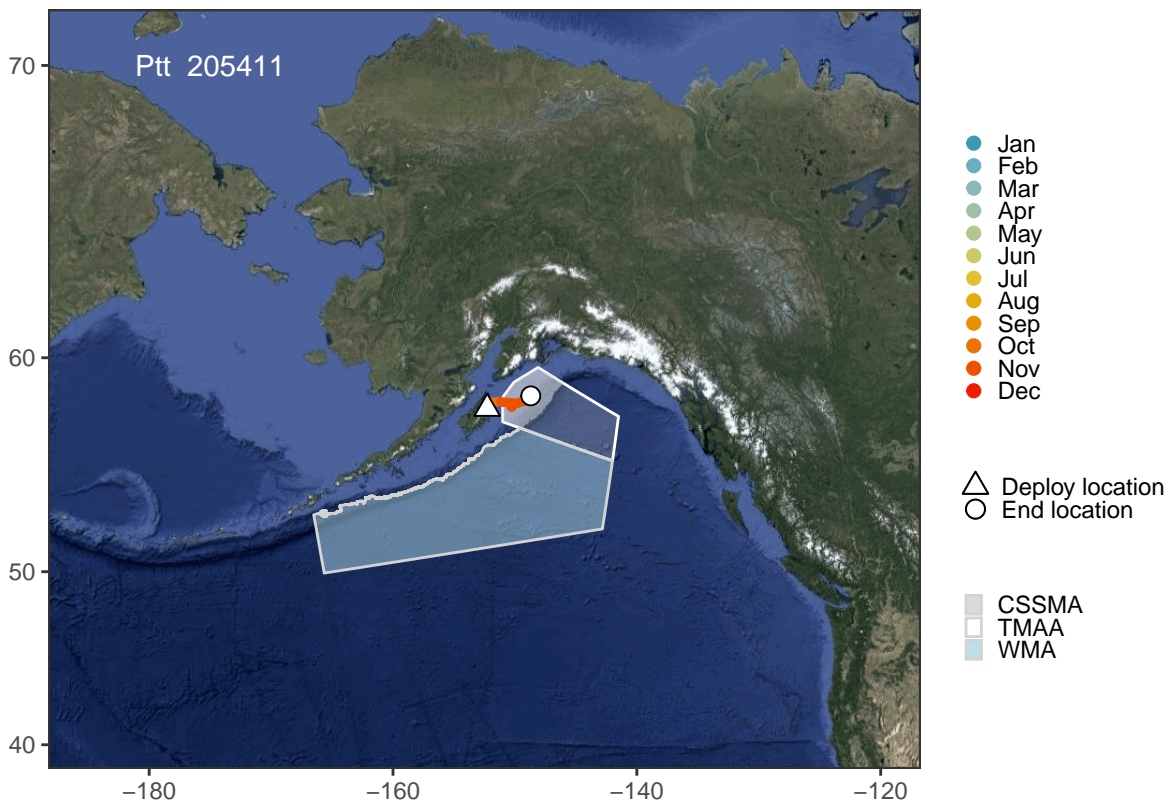 Ptt 205411
70
60
50
40
−180
−160
−140
−120
Jan
Feb
Mar
Apr
May
Jun
Jul
Aug
Sep
Oct
Nov
Dec
Deploy location
End location
CSSMA
TMAA
WMA